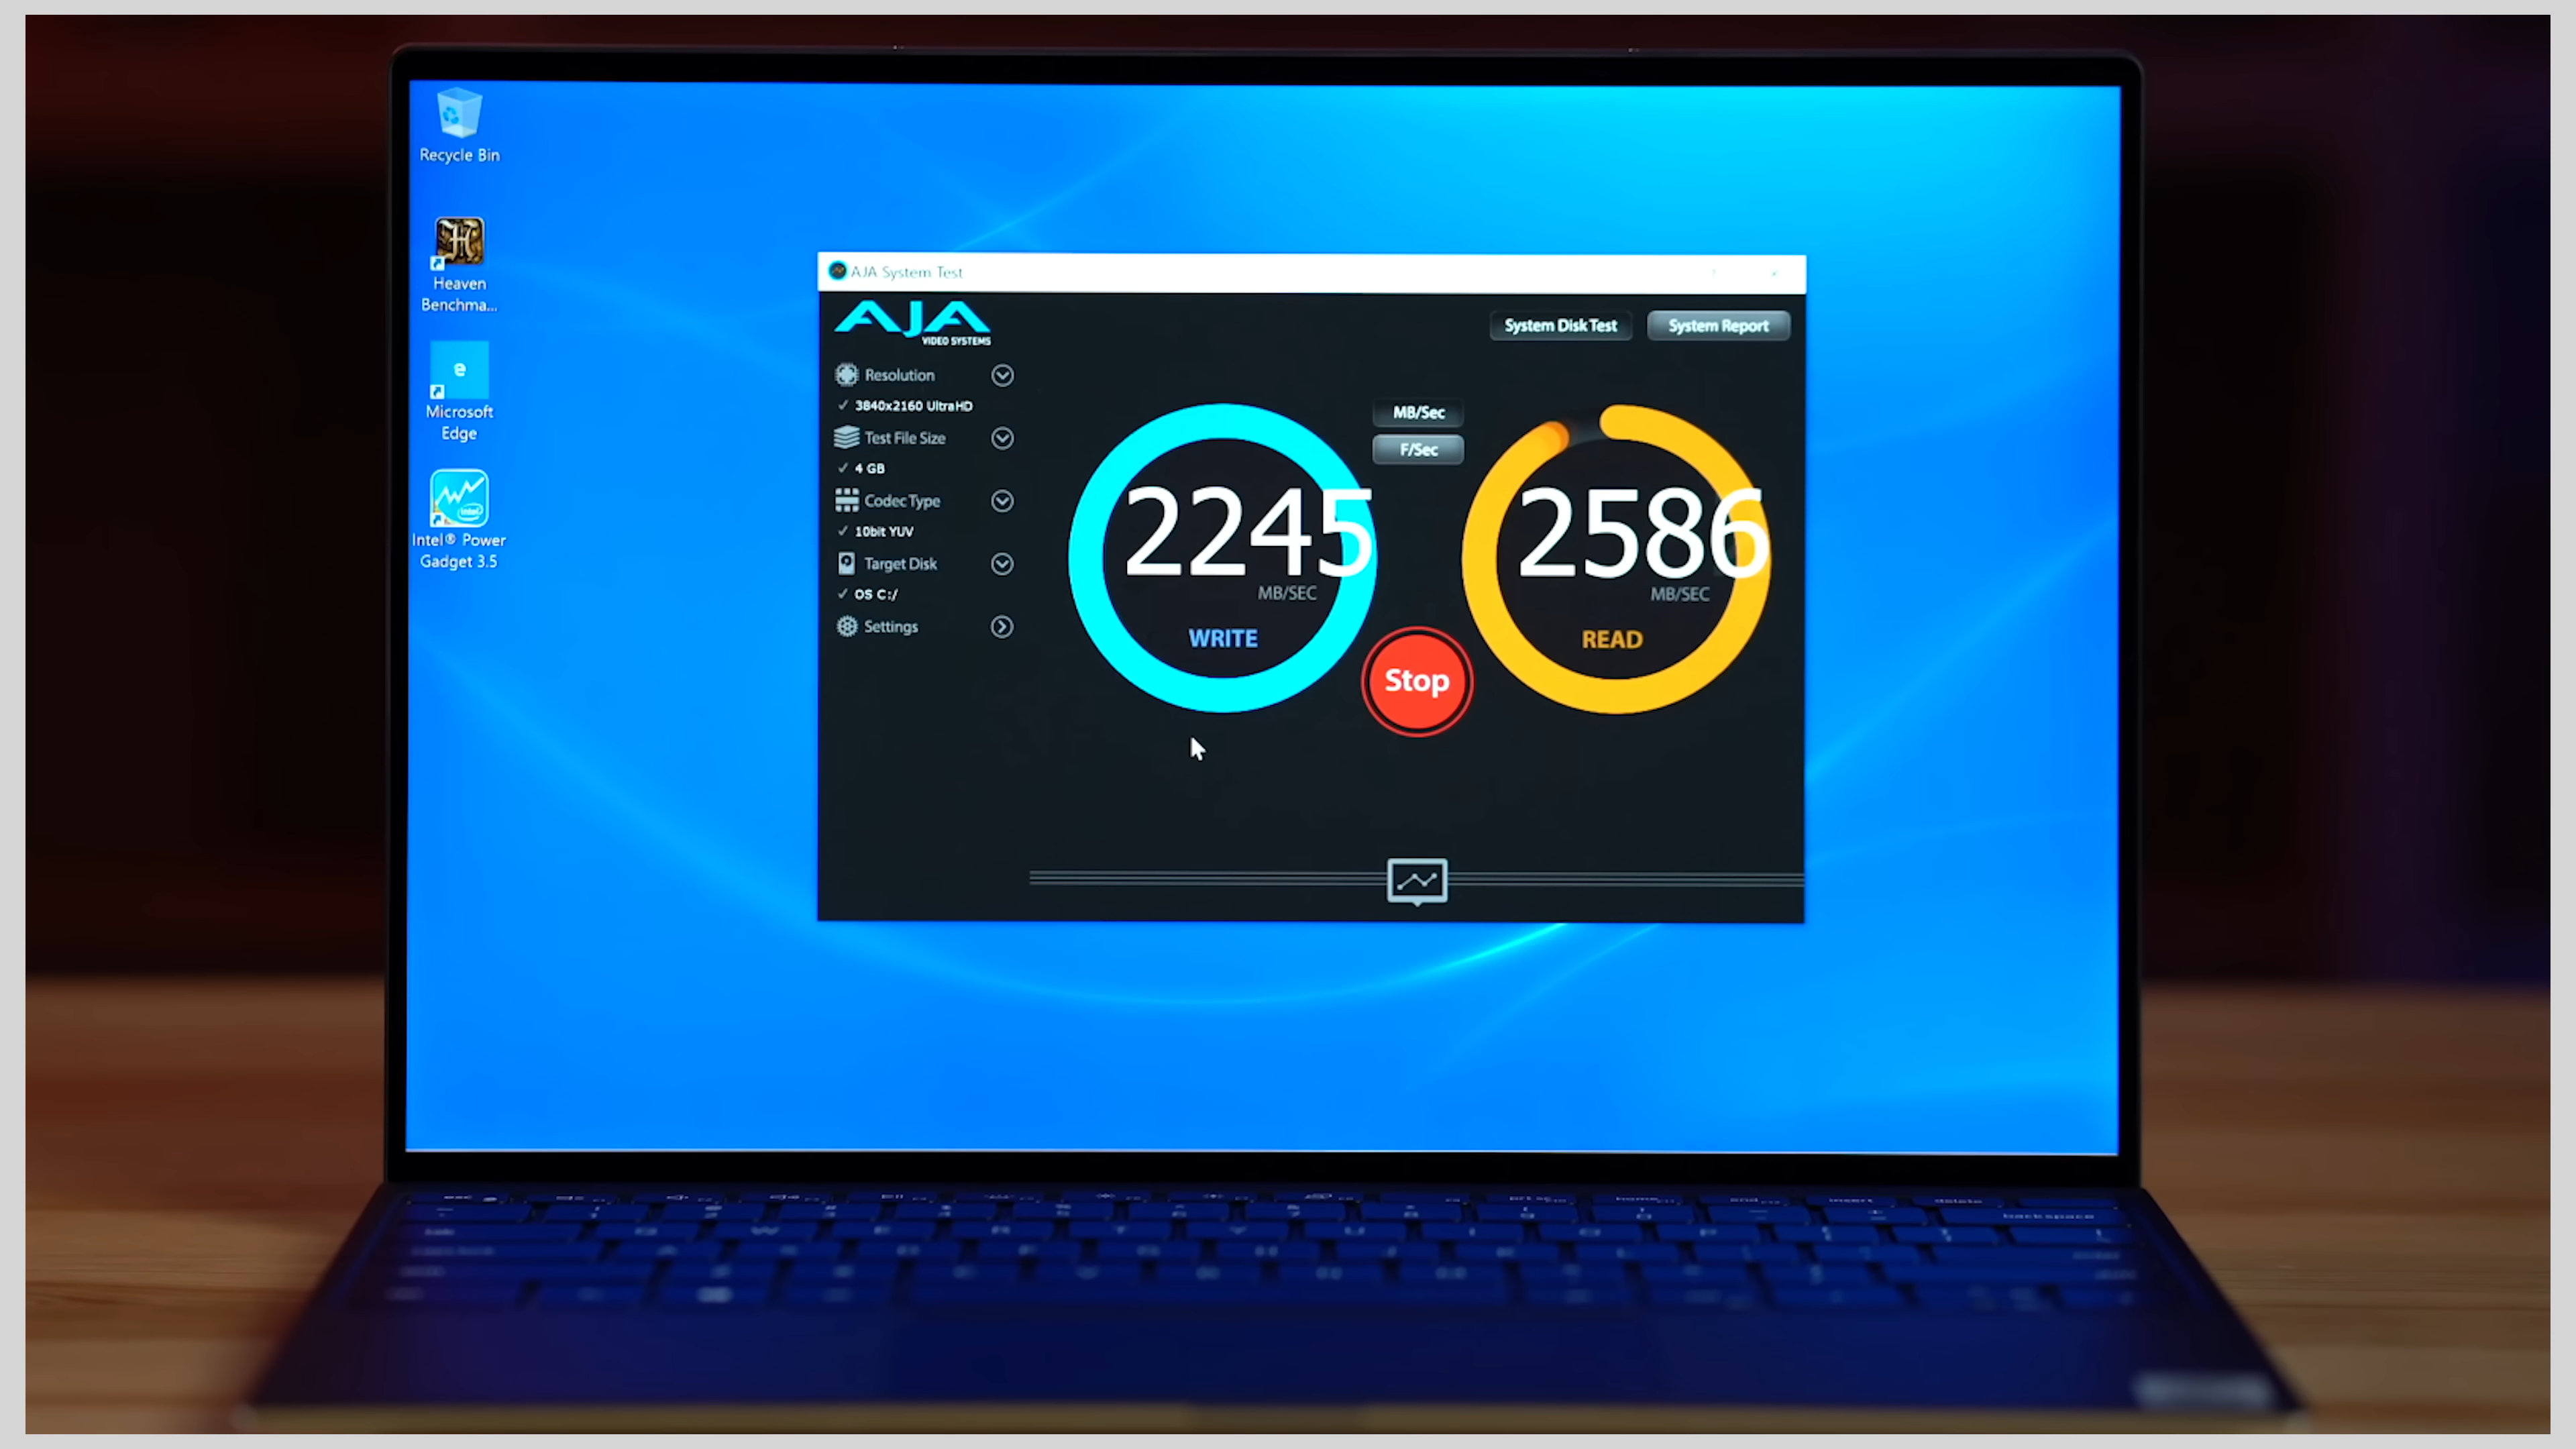 Recycle Bin
Heaven
Benchma...
Microsoft
Edge
Intel® Power
Gadget 3.5
AJA System Test
AJA
VIDEO SYSTEMS
System Disk Test
System Report
Resolution
3840x2160 UltraHD
Test File Size
4 GB
Codec Type
10bit YUV
Target Disk
OS C:/
Settings
MB/Sec
F/Sec
2245
MB/SEC
WRITE
2586
MB/SEC
READ
Stop
backspace